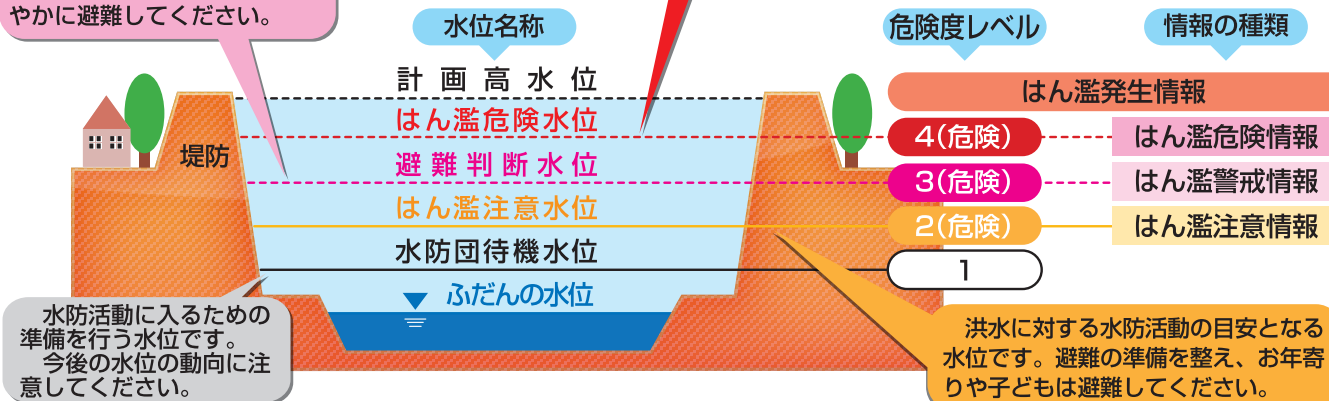 やかに避難してください。
水位名称
危険度レベル
情報の種類
計画高水位
はん濫発生情報
はん濫危険水位
4(危険)
はん濫危険情報
堤防
避難判断水位
3(危険)
はん濫警戒情報
はん濫注意水位
2(危険)
はん濫注意情報
水防団待機水位
1
ふだんの水位
水防活動に入るための
準備を行う水位です。
今後の水位の動向に注
意してください。
洪水に対する水防活動の目安となる
水位です。避難の準備を整え、お年寄
りや子どもは避難してください。